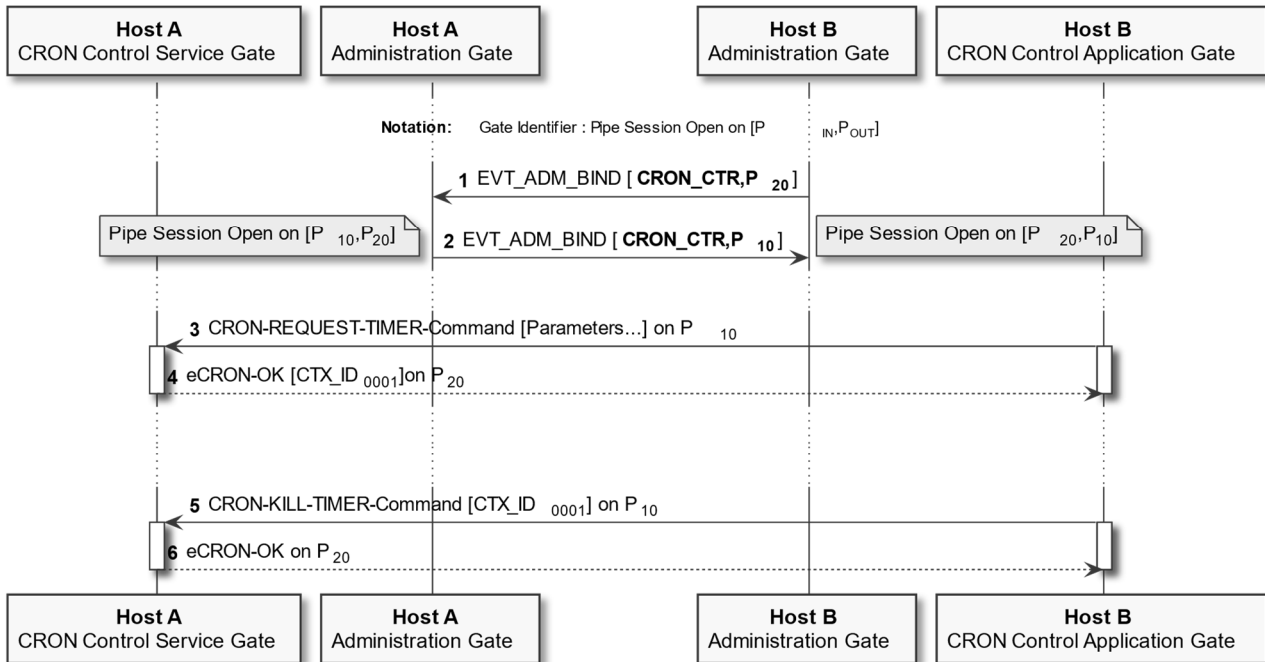 Host A
CRON Control Service Gate
Host A
Administration Gate
Host B
Administration Gate
Host B
CRON Control Application Gate
Notation: Gate Identifier : Pipe Session Open on [P IN,POUT]
1 EVT_ADM_BIND [ CRON_CTR,P 20 ]
Pipe Session Open on [P 10,P20]
2 EVT_ADM_BIND [ CRON_CTR,P 10 ]
Pipe Session Open on [P 20,P10]
3 CRON-REQUEST-TIMER-Command [Parameters...] on P 10
4 eCRON-OK [CTX_ID 0001]on P20
5 CRON-KILL-TIMER-Command [CTX_ID 0001] on P10
6 eCRON-OK on P20
Host A
CRON Control Service Gate
Host A
Administration Gate
Host B
Administration Gate
Host B
CRON Control Application Gate